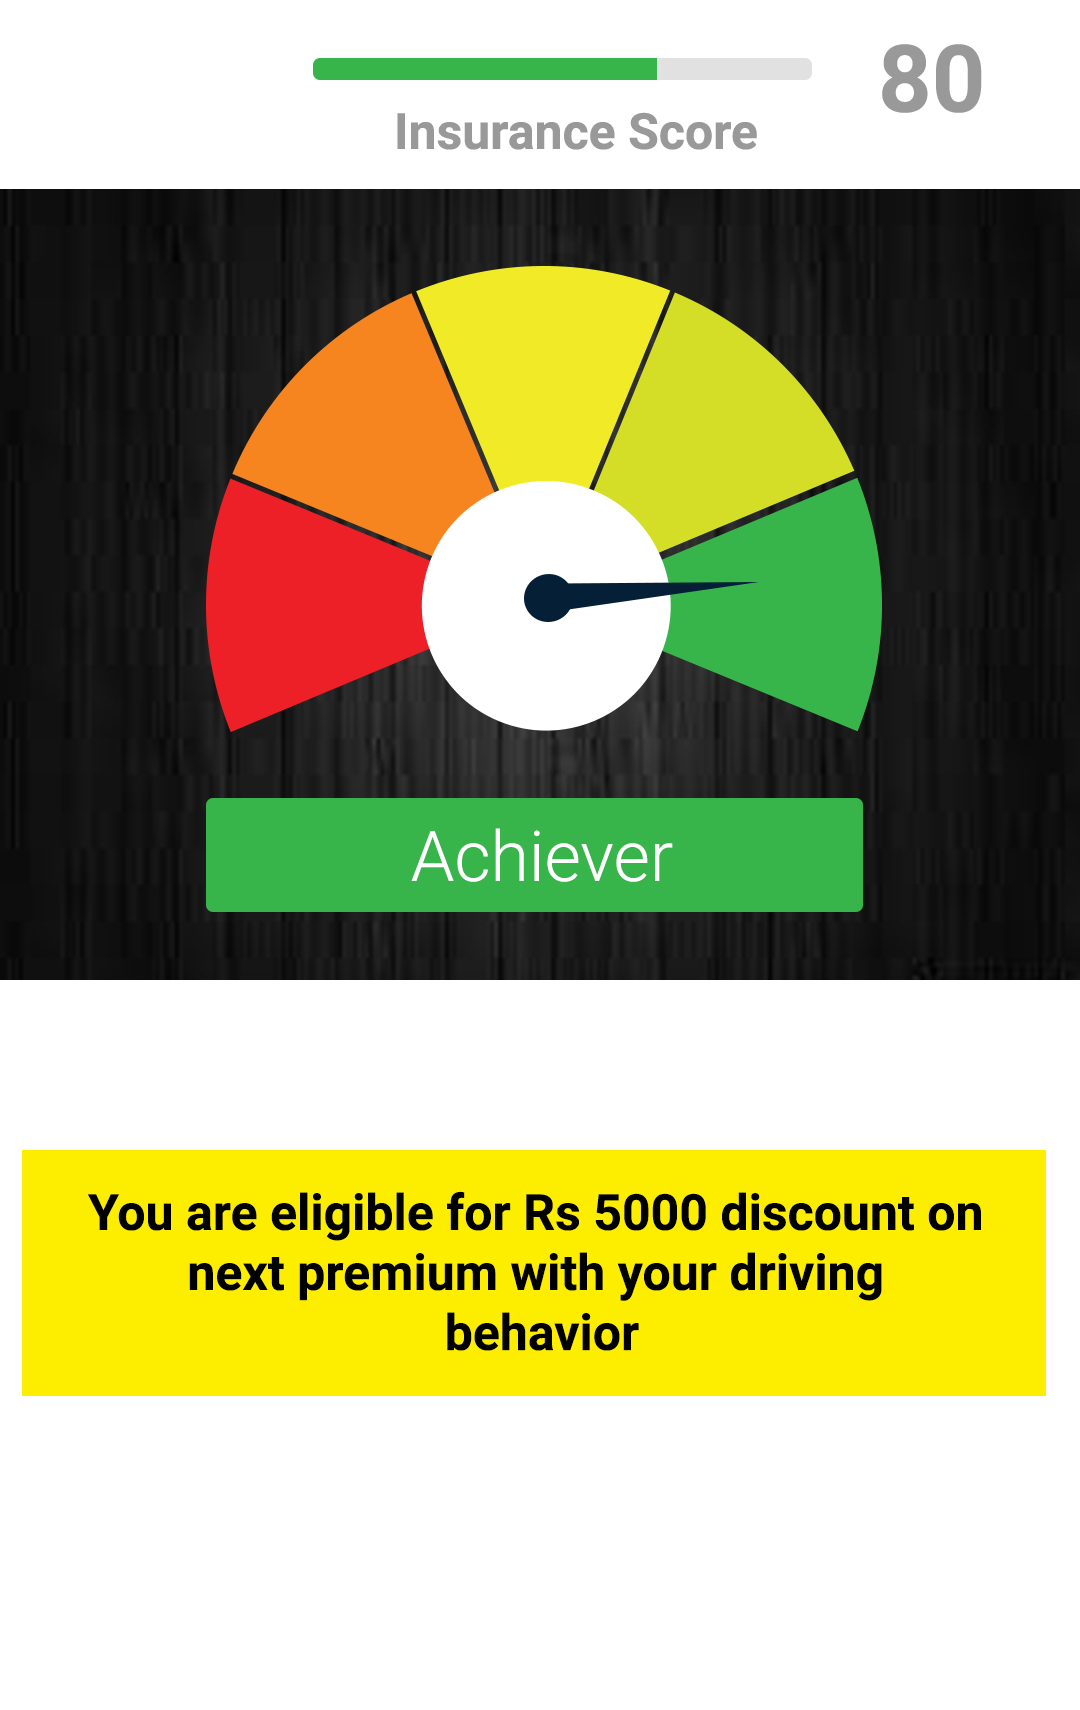 80
Insurance Score
Achiever
You are eligible for Rs 5000 discount on
next premium with your driving
behavior